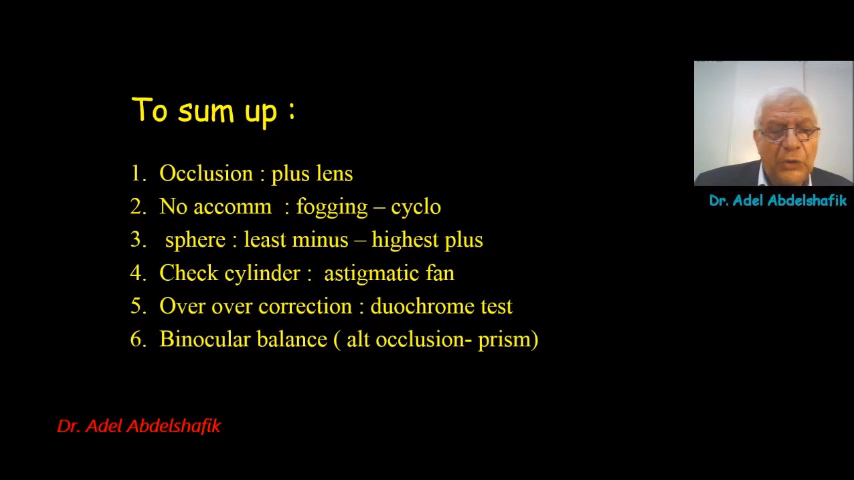 To sum up :
1. Occlusion : plus lens
2. No accomm : fogging – cyclo
3. sphere : least minus – highest plus
4. Check cylinder : astigmatic fan
5. Over over correction : duochrome test
6. Binocular balance ( alt occlusion- prism)
Dr. Adel Abdelshafik
Dr. Adel Abdelshafik